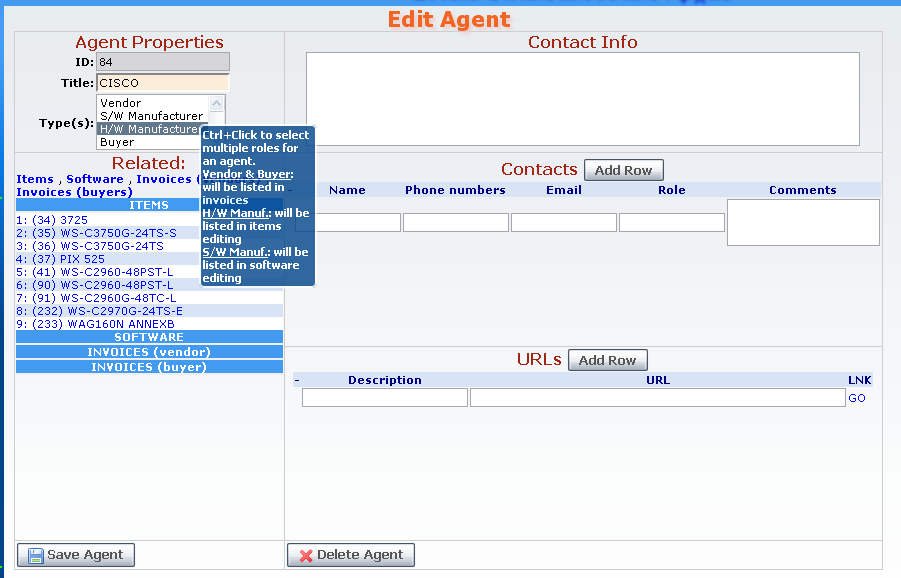 Edit Agent
Agent Properties
ID: 84
Title: CISCO
Type(s):
Vendor
S/W Manufacturer
H/W Manufacturer
Buyer
Ctrl+Click to select
multiple roles for
an agent.
Vendor & Buyer:
will be listed in
invoices
H/W Manuf.: will be
listed in items
editing
S/W Manuf.: will be
listed in software
editing
Related:
Items , Software , Invoices (
Invoices (buyers)
ITEMS
1: (34) 3725
2: (35) WS-C3750G-24TS-S
3: (36) WS-C3750G-24TS
4: (37) PIX 525
5: (41) WS-C2960-48PST-L
6: (90) WS-C2960-48PST-L
7: (91) WS-C2960G-48TC-L
8: (232) WS-C2970G-24TS-E
9: (233) WAG160N ANNEXB
SOFTWARE
INVOICES (vendor)
INVOICES (buyer)
Contact Info
Contacts Add Row
- Name Phone numbers Email Role Comments
URLs Add Row
- Description URL LNK
GO
Save Agent
Delete Agent